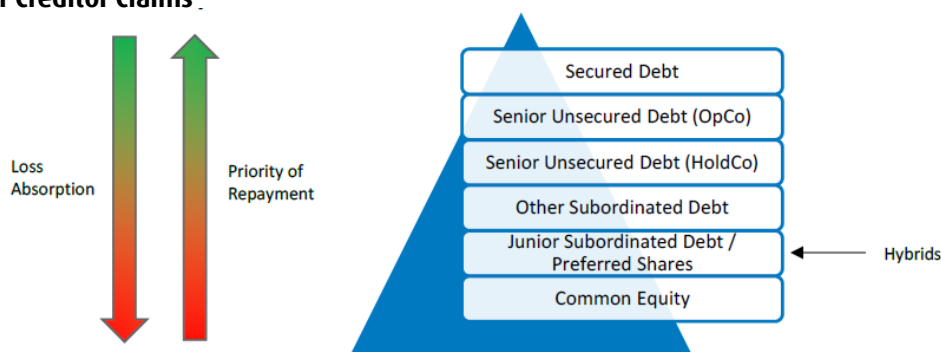 Creditor Claims
Loss
Absorption
Priority of
Repayment
Secured Debt
Senior Unsecured Debt (OpCo)
Senior Unsecured Debt (HoldCo)
Other Subordinated Debt
Junior Subordinated Debt /
Preferred Shares
Common Equity
Hybrids